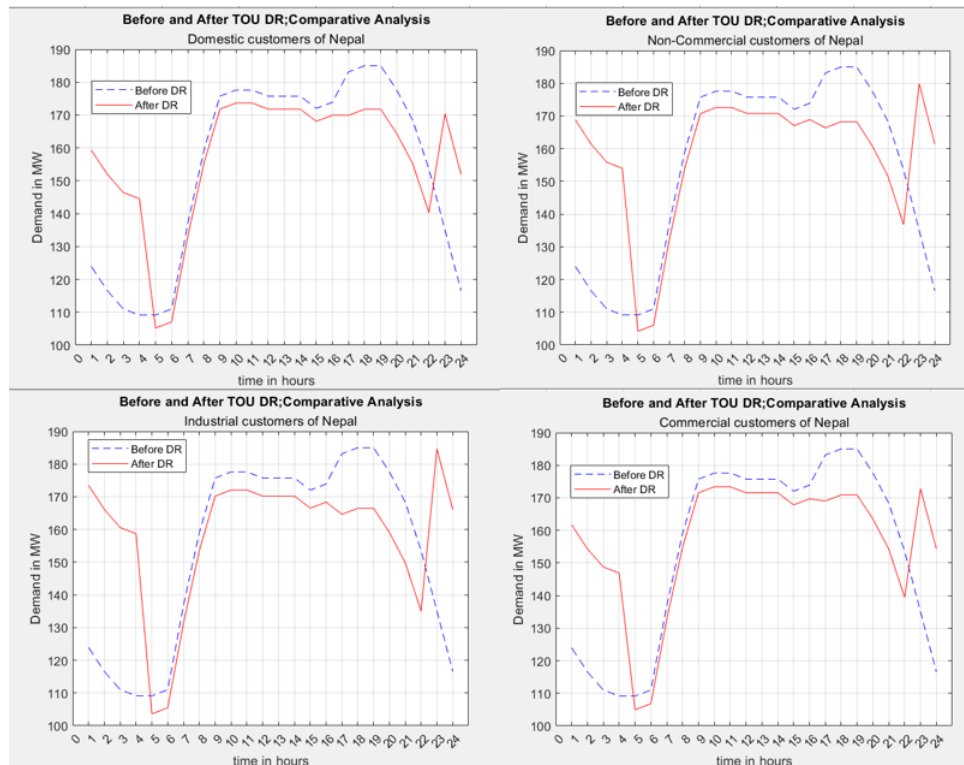 Before and After TOU DR;Comparative Analysis
Domestic customers of Nepal
190
180
170
160
150
140
130
120
110
100
Demand in MW
Before DR
After DR
0 1 2 3 4 5 6 7 8 9 10 11 12 13 14 15 16 17 18 19 20 21 22 23 24
time in hours
Before and After TOU DR;Comparative Analysis
Non-Commercial customers of Nepal
190
180
170
160
150
140
130
120
110
100
Demand in MW
Before DR
After DR
0 1 2 3 4 5 6 7 8 9 10 11 12 13 14 15 16 17 18 19 20 21 22 23 24
time in hours
Before and After TOU DR;Comparative Analysis
Industrial customers of Nepal
190
180
170
160
150
140
130
120
110
100
Demand in MW
Before DR
After DR
0 1 2 3 4 5 6 7 8 9 10 11 12 13 14 15 16 17 18 19 20 21 22 23 24
time in hours
Before and After TOU DR;Comparative Analysis
Commercial customers of Nepal
190
180
170
160
150
140
130
120
110
100
Demand in MW
Before DR
After DR
0 1 2 3 4 5 6 7 8 9 10 11 12 13 14 15 16 17 18 19 20 21 22 23 24
time in hours